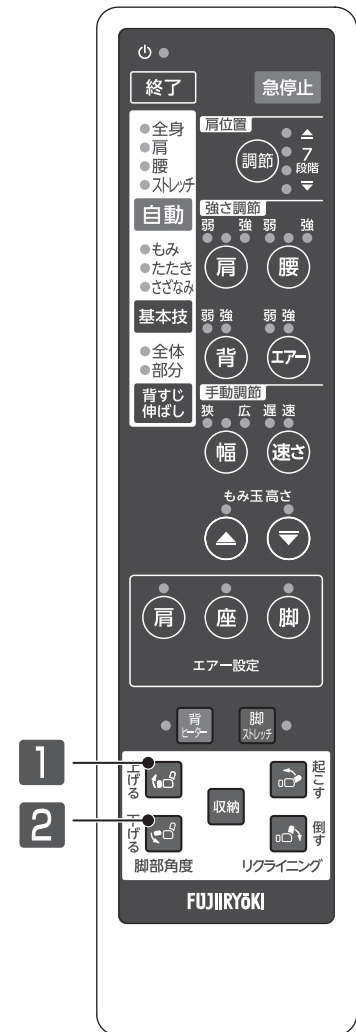 終了
急停止
全身
肩
腰
ストレッチ
自動
もみ
たたき
さざなみ
基本技
全体
部分
背すじ
伸ばし
肩位置
調節
7
段階
強さ調節
弱 強 弱 強
肩 腰
弱 強 弱 強
背 エアー
手動調節
狭 広 遅 速
幅 速さ
もみ玉高さ
肩 座 脚
エアー設定
背
ヒーター
脚
ストレッチ
1
上げる
起こす
収納
2
下げる
倒す
脚部角度
リクライニング
FUJIIRYOKI